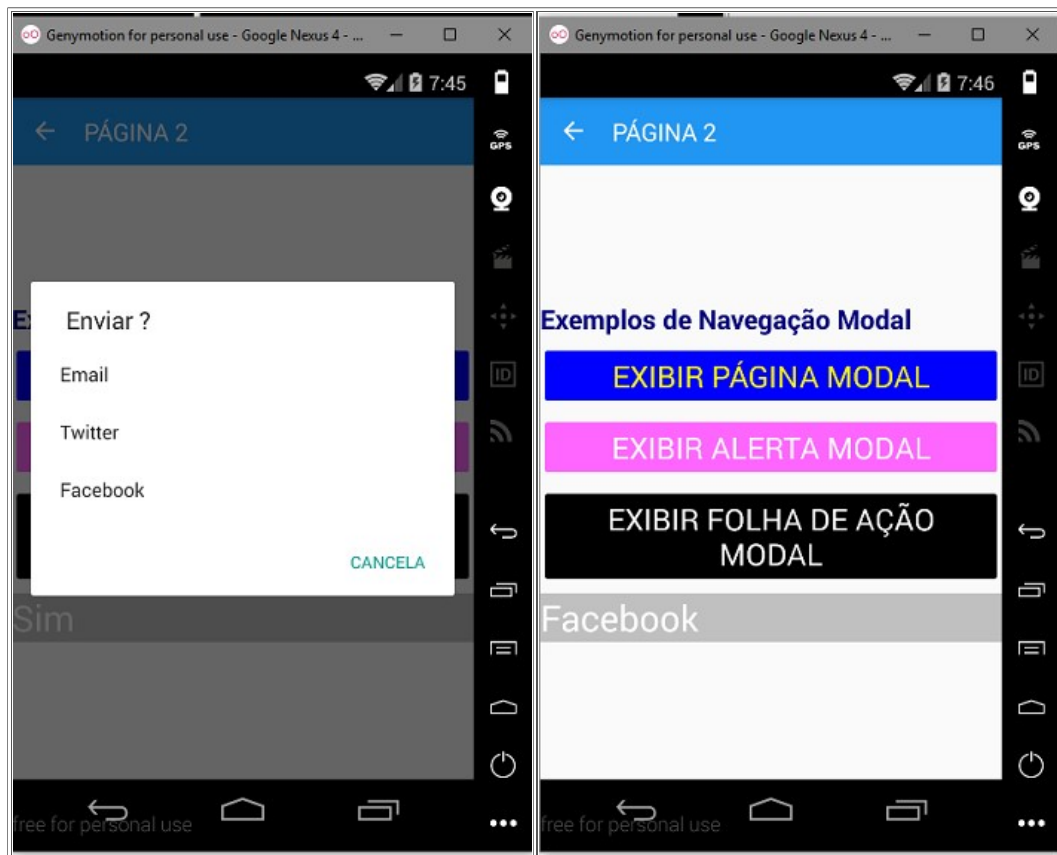 Genymotion for personal use - Google Nexus 4 - ...
7:45
PÁGINA 2
GPS
Enviar ?
Email
ID
Twitter
Facebook
CANCELA
Sim
free for personal use
Genymotion for personal use - Google Nexus 4 - ...
7:46
PÁGINA 2
GPS
Exemplos de Navegação Modal
EXIBIR PÁGINA MODAL
ID
EXIBIR ALERTA MODAL
EXIBIR FOLHA DE AÇÃO
MODAL
Facebook
free for personal use